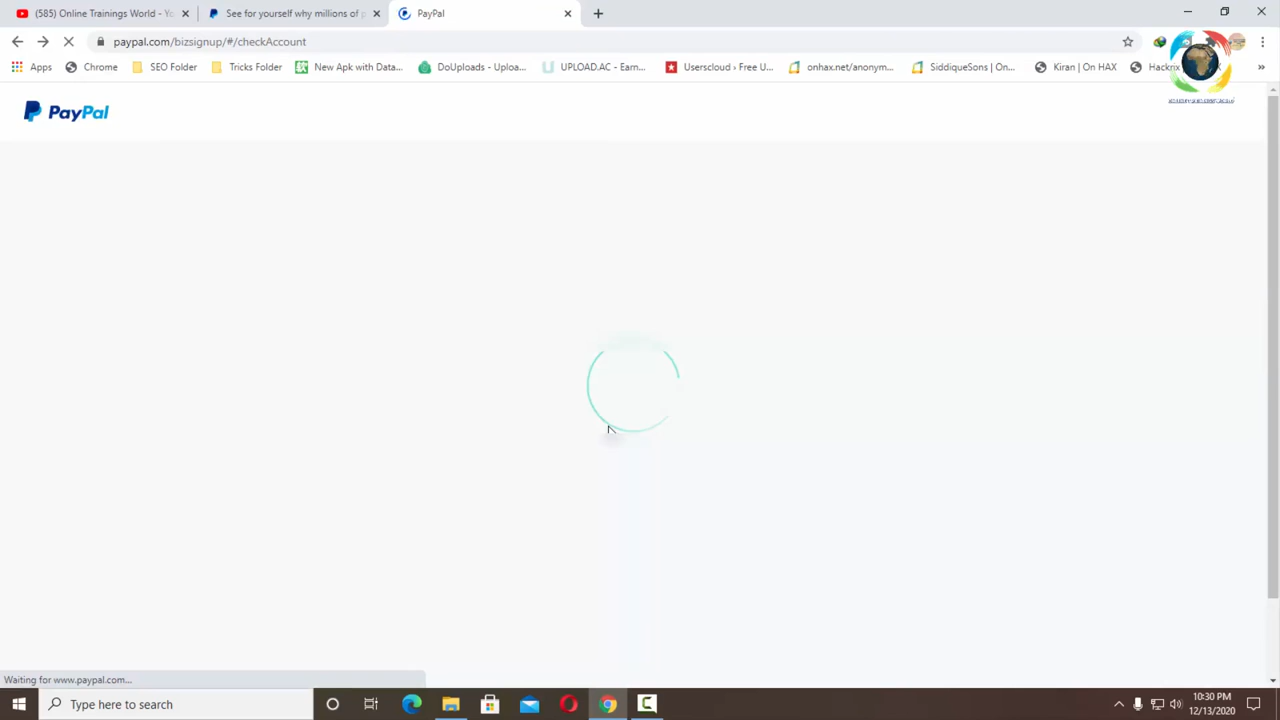 (585) Online Trainings World - Yo
See for yourself why millions of p
PayPal
paypal.com/bizsignup/#/checkAccount
Apps
Chrome
SEO Folder
Tricks Folder
New Apk with Data...
DoUploads - Uploa...
UPLOAD.AC - Earn...
Userscloud › Free U...
onhax.net/anonym...
SiddiqueSons | On...
Kiran | On HAX
»
PayPal
Waiting for www.paypal.com...
Type here to search
10:30 PM
12/13/2020